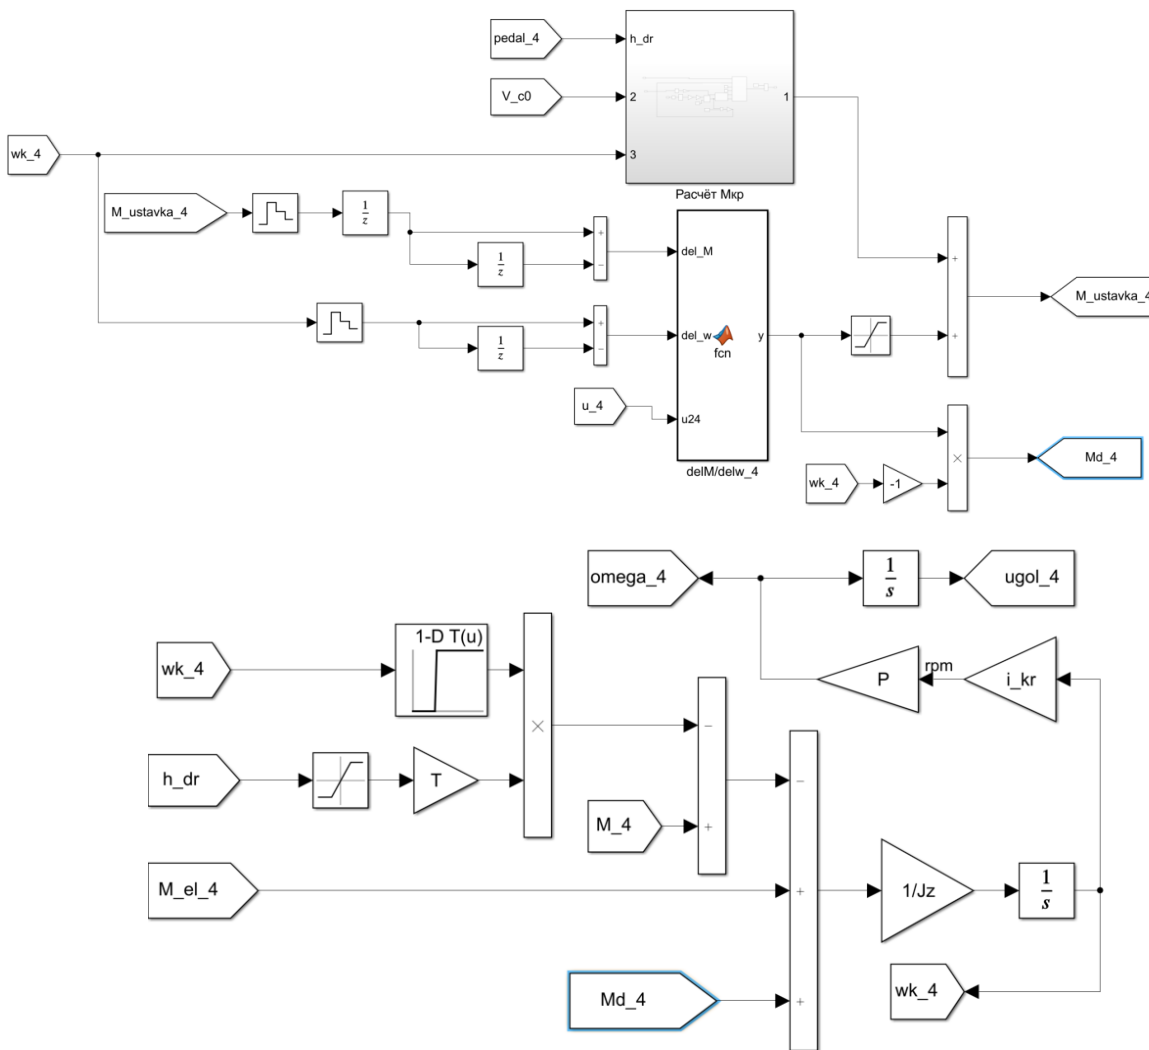 pedal_4
h_dr
V_c0
2
1
wk_4
3
Расчёт Мкр
M_ustavka_4
1
z
+
−
1
z
del_M
+
M_ustavka_4
+
−
1
z
del_w
fcn
y
+
u_4
u24
delM/delw_4
×
Md_4
wk_4
-1
omega_4
1
s
ugol_4
1-D T(u)
wk_4
P
rpm
i_kr
×
−
h_dr
T
−
M_4
+
M_el_4
+
1/Jz
1
s
Md_4
+
wk_4